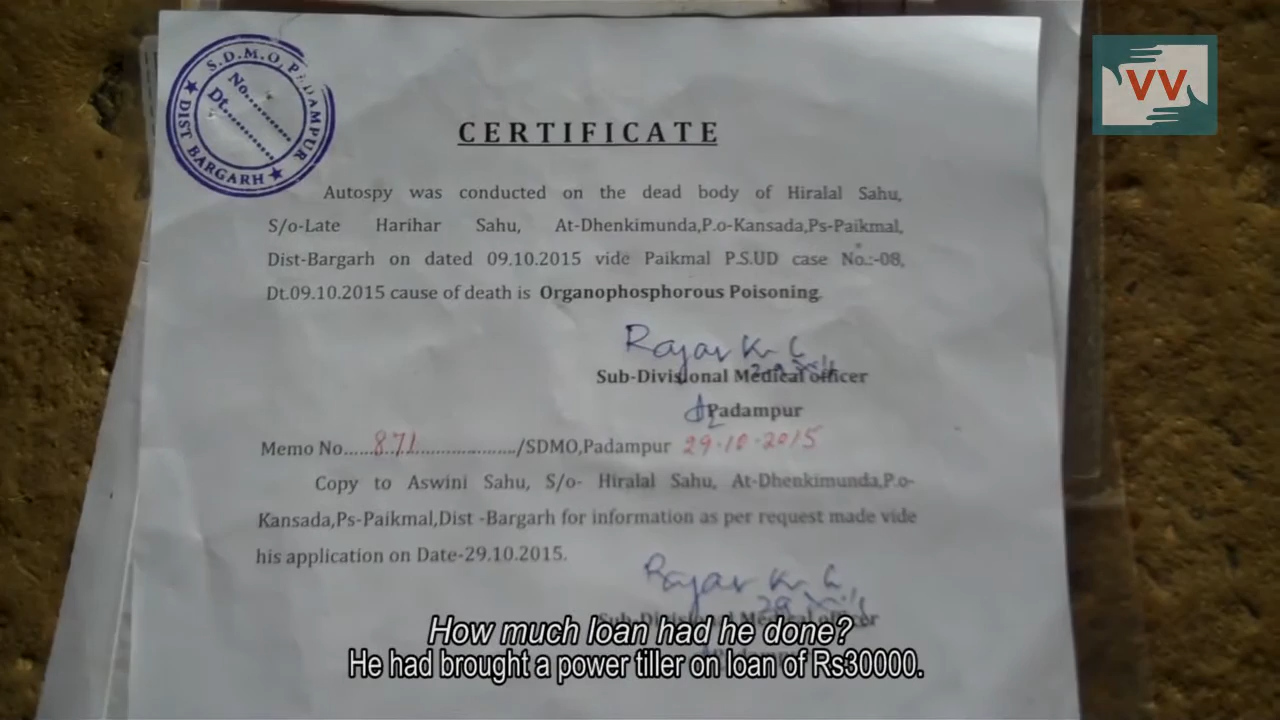 VV
S.D.M.O, PADAMPUR
No............
Dt............
DIST BARGARH
CERTIFICATE
Autospy was conducted on the dead body of Hiralal Sahu,
S/o-Late Harihar Sahu, At-Dhenkimunda,P.o-Kansada,Ps-Paikmal,
Dist-Bargarh on dated 09.10.2015 vide Paikmal P.S.UD case No.:-08,
Dt.09.10.2015 cause of death is Organophosphorous Poisoning.
Sub-Divisional Medical officer
Padampur
Memo No......871.................../SDMO,Padampur 29.10.2015
Copy to Aswini Sahu, S/o- Hiralal Sahu, At-Dhenkimunda,P.o-
Kansada,Ps-Paikmal,Dist -Bargarh for information as per request made vide
his application on Date-29.10.2015.
Sub-Divisional Medical officer
How much loan had he done?
He had brought a power tiller on loan of Rs30000.